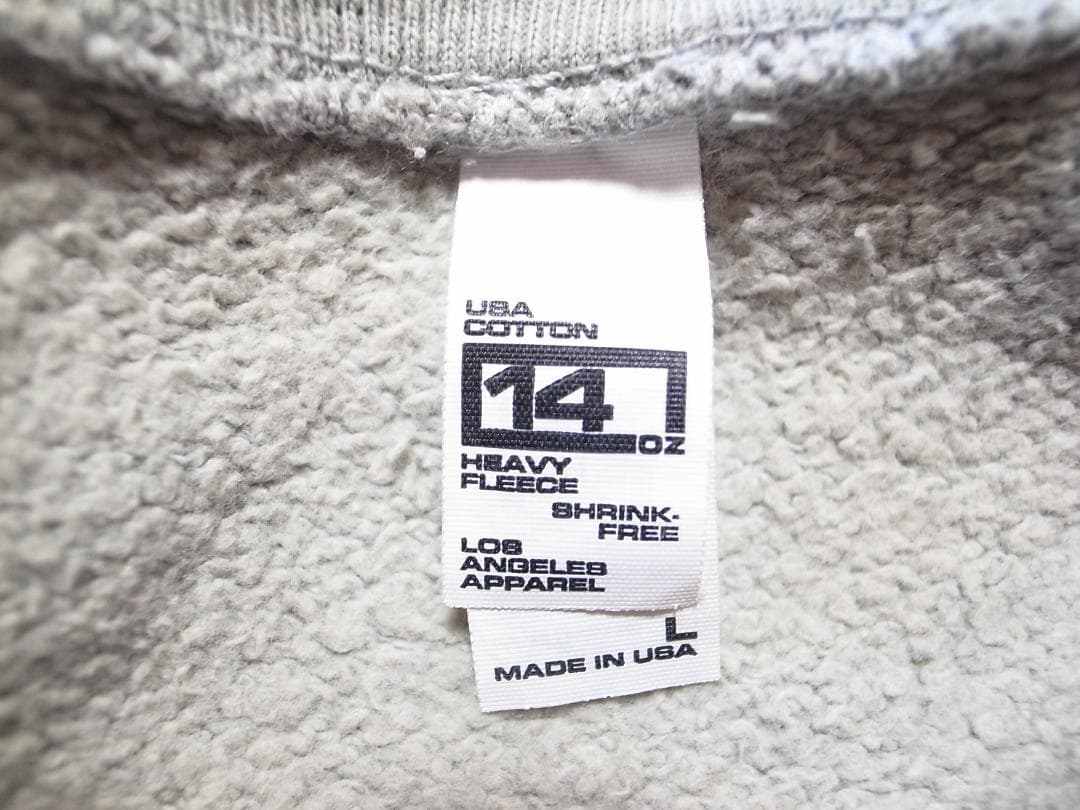 USA
COTTON
14
OZ
HEAVY
FLEECE
SHRINK-
FREE
LOS
ANGELES
APPAREL
L
MADE IN USA